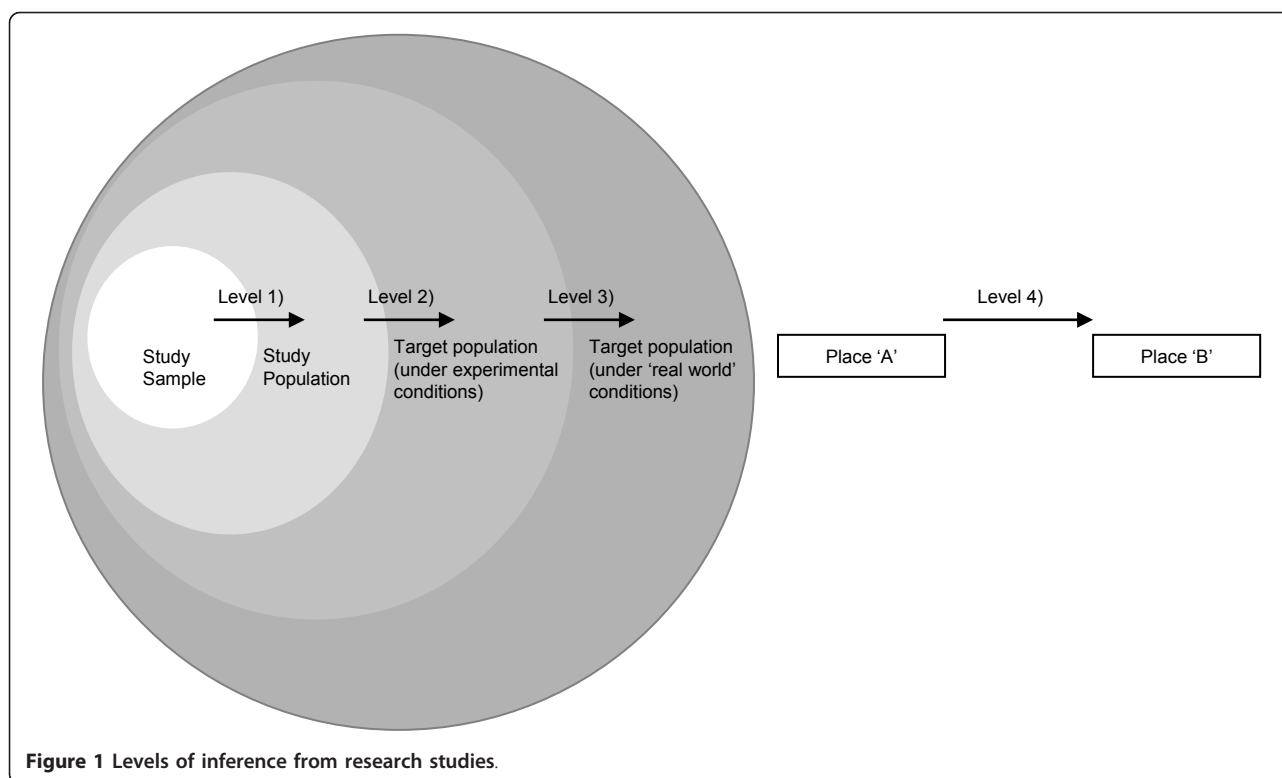 Level 1)
Level 2)
Level 3)
Level 4)
Study
Sample
Study
Population
Target population
(under experimental
conditions)
Target population
(under ‘real world’
conditions)
Place ‘A’
Place ‘B’
Figure 1 Levels of inference from research studies.